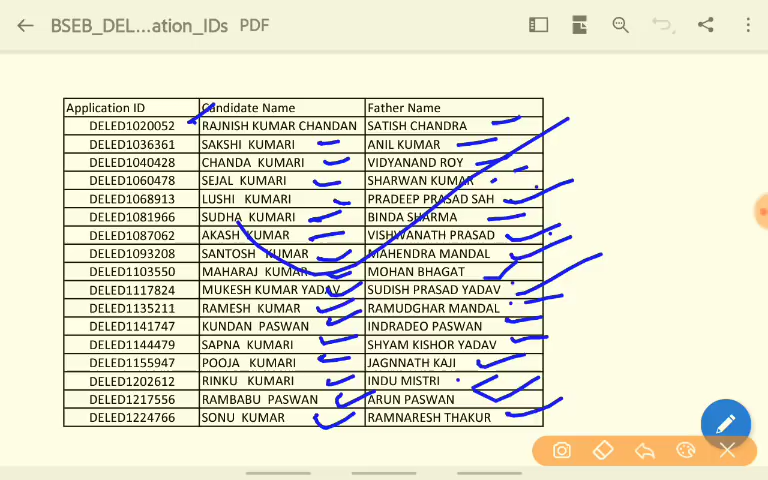 BSEB_DEL...ation_IDs PDF
Application ID Candidate Name Father Name
DELED1020052 RAJNISH KUMAR CHANDAN SATISH CHANDRA
DELED1036361 SAKSHI KUMARI ANIL KUMAR
DELED1040428 CHANDA KUMARI VIDYANAND ROY
DELED1060478 SEJAL KUMARI SHARWAN KUMAR
DELED1068913 LUSHI KUMARI PRADEEP PRASAD SAH
DELED1081966 SUDHA KUMARI BINDA SHARMA
DELED1087062 AKASH KUMAR VISHWANATH PRASAD
DELED1093208 SANTOSH KUMAR MAHENDRA MANDAL
DELED1103550 MAHARAJ KUMAR MOHAN BHAGAT
DELED1117824 MUKESH KUMAR YADAV SUDISH PRASAD YADAV
DELED1135211 RAMESH KUMAR RAMUDGHAR MANDAL
DELED1141747 KUNDAN PASWAN INDRADEO PASWAN
DELED1144479 SAPNA KUMARI SHYAM KISHOR YADAV
DELED1155947 POOJA KUMARI JAGNNATH KAJI
DELED1202612 RINKU KUMARI INDU MISTRI
DELED1217556 RAMBABU PASWAN ARUN PASWAN
DELED1224766 SONU KUMAR RAMNARESH THAKUR